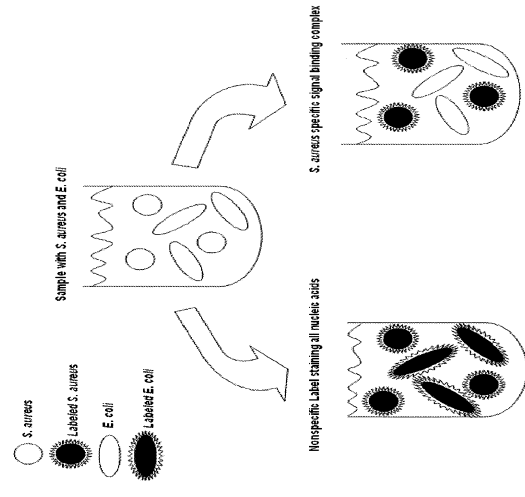 S. aureus
Labeled S. aureus
E. coli
Labeled E. coli
Sample with S. aureus and E. coli
Nonspecific Label staining all nucleic acids
S. aureus specific signal binding complex